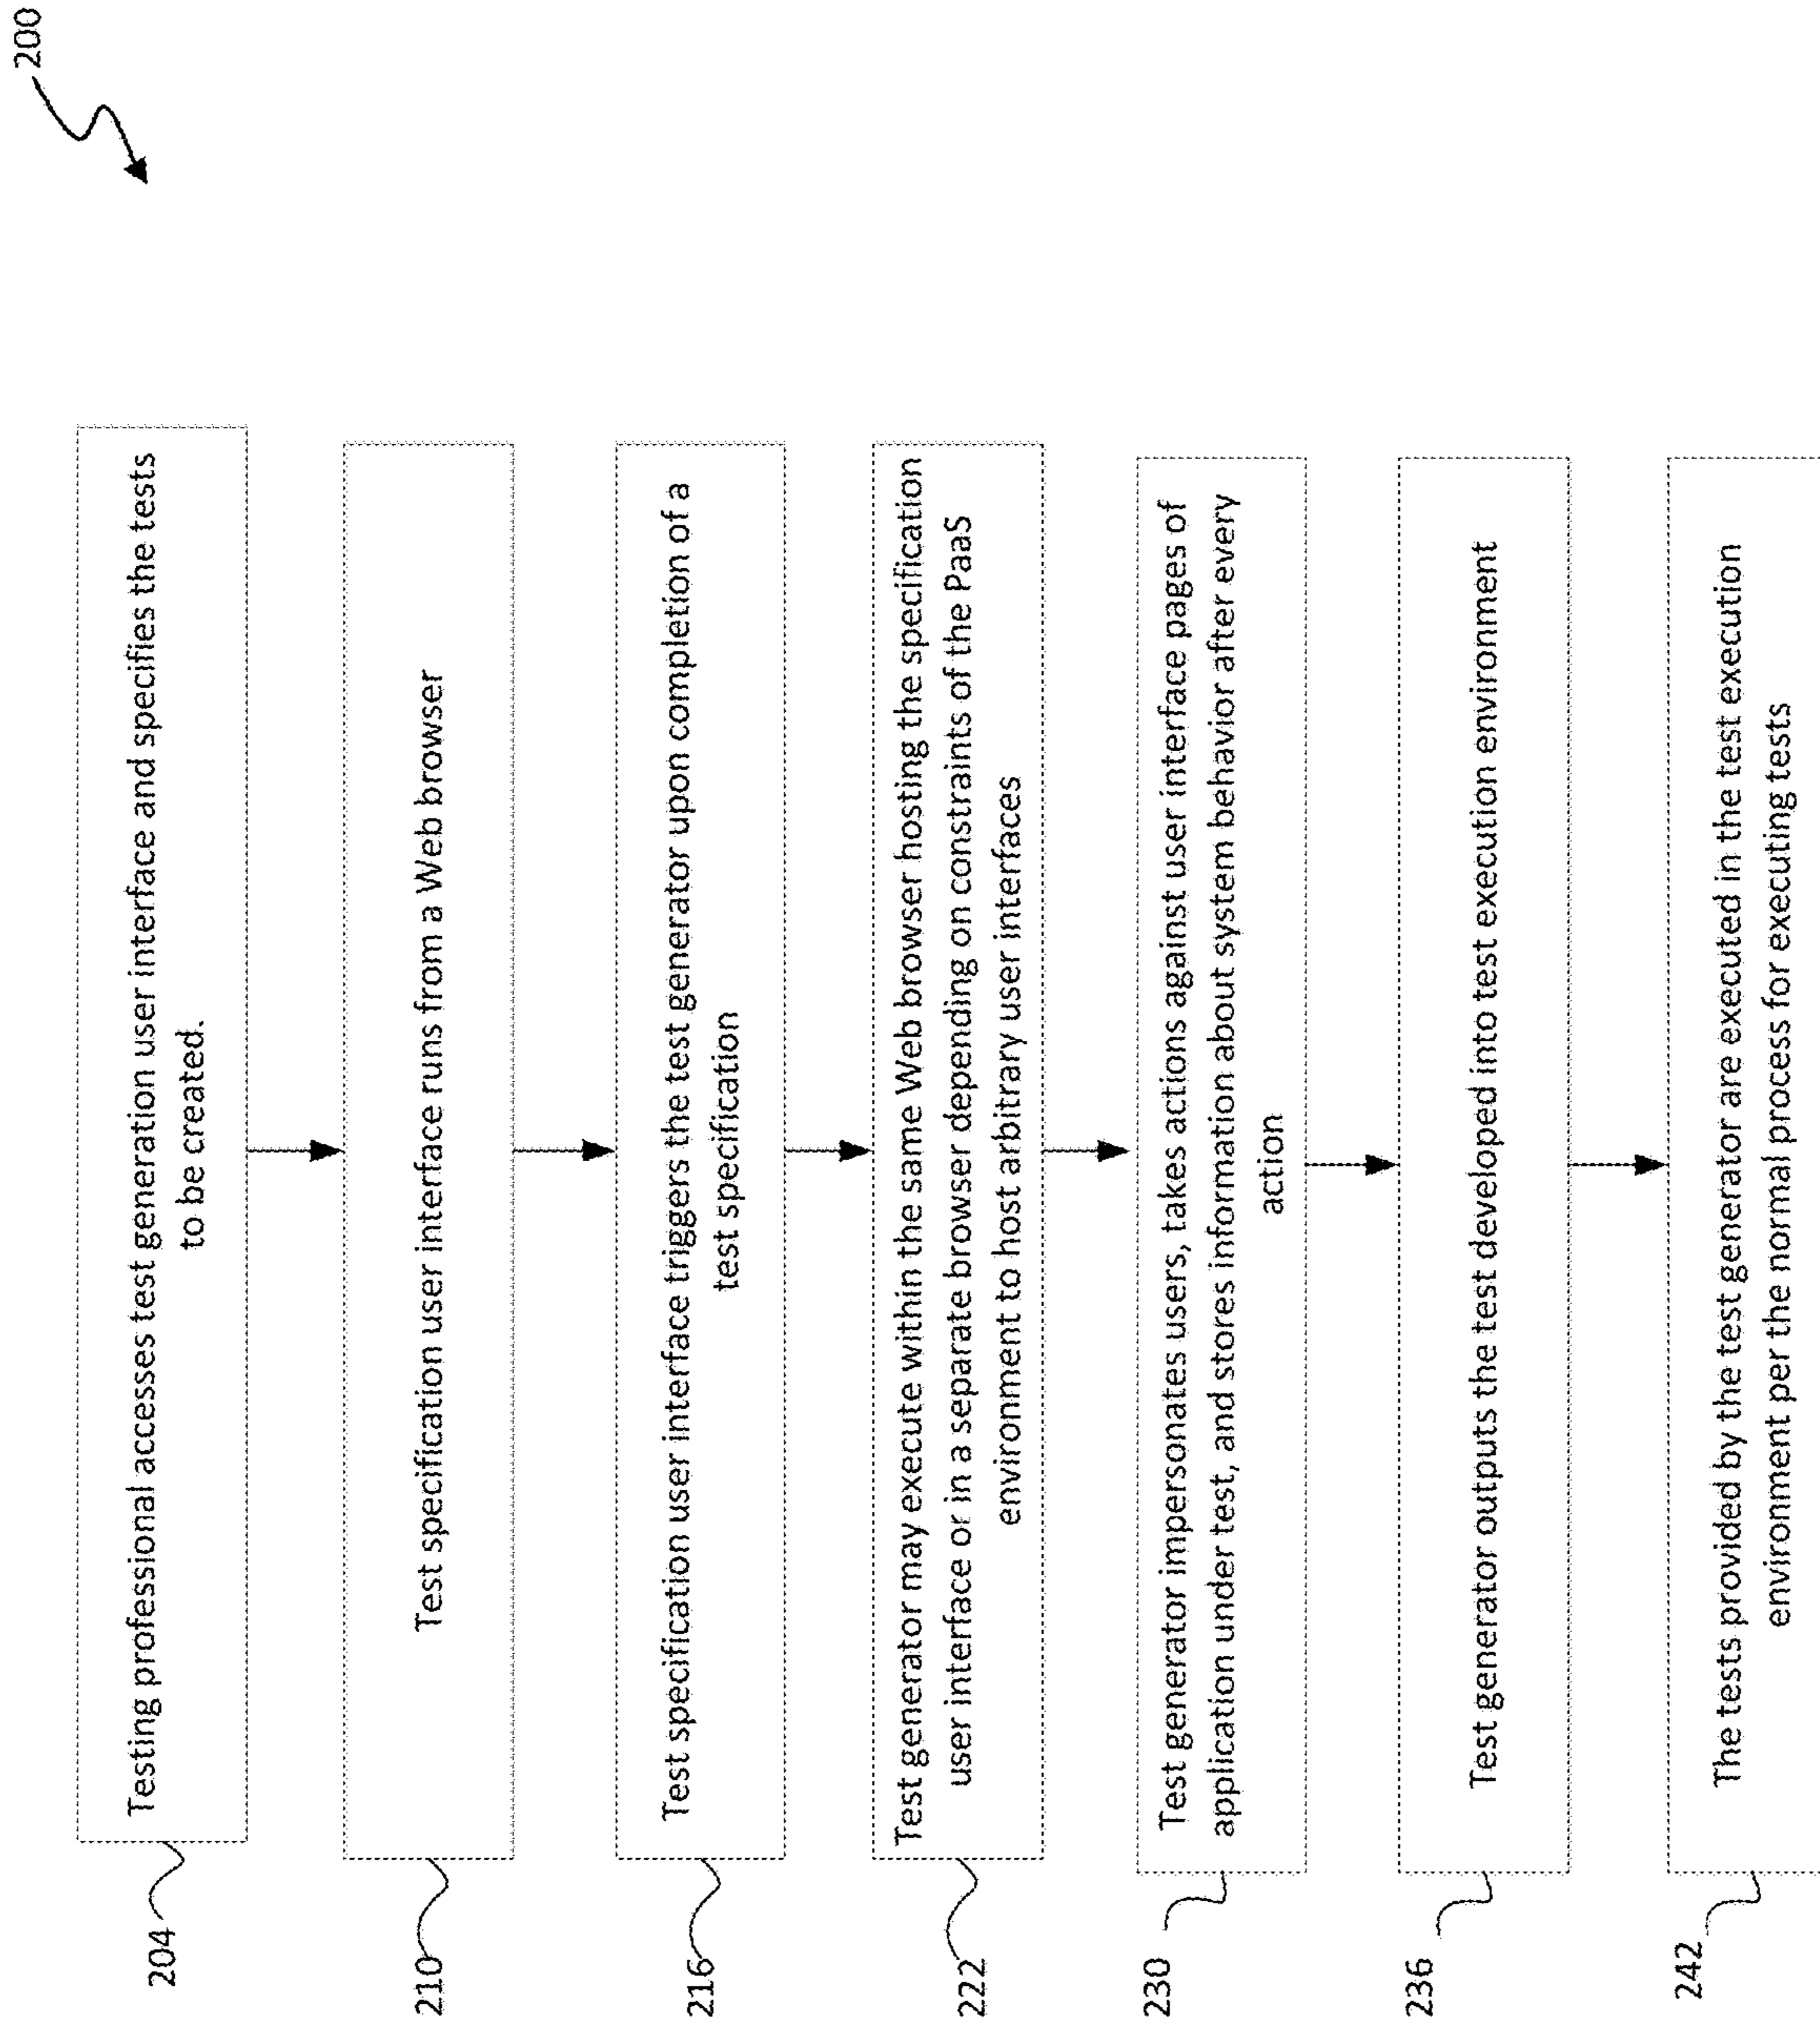 200
204
Testing professional accesses test generation user interface and specifies the tests
to be created.
210
Test specification user interface runs from a Web browser
216
Test specification user interface triggers the test generator upon completion of a
test specification
222
Test generator may execute within the same Web browser hosting the specification
user interface or in a separate browser depending on constraints of the PaaS
environment to host arbitrary user interfaces
230
Test generator impersonates users, takes actions against user interface pages of
application under test, and stores information about system behavior after every
action
236
Test generator outputs the test developed into test execution environment
242
The tests provided by the test generator are executed in the test execution
environment per the normal process for executing tests